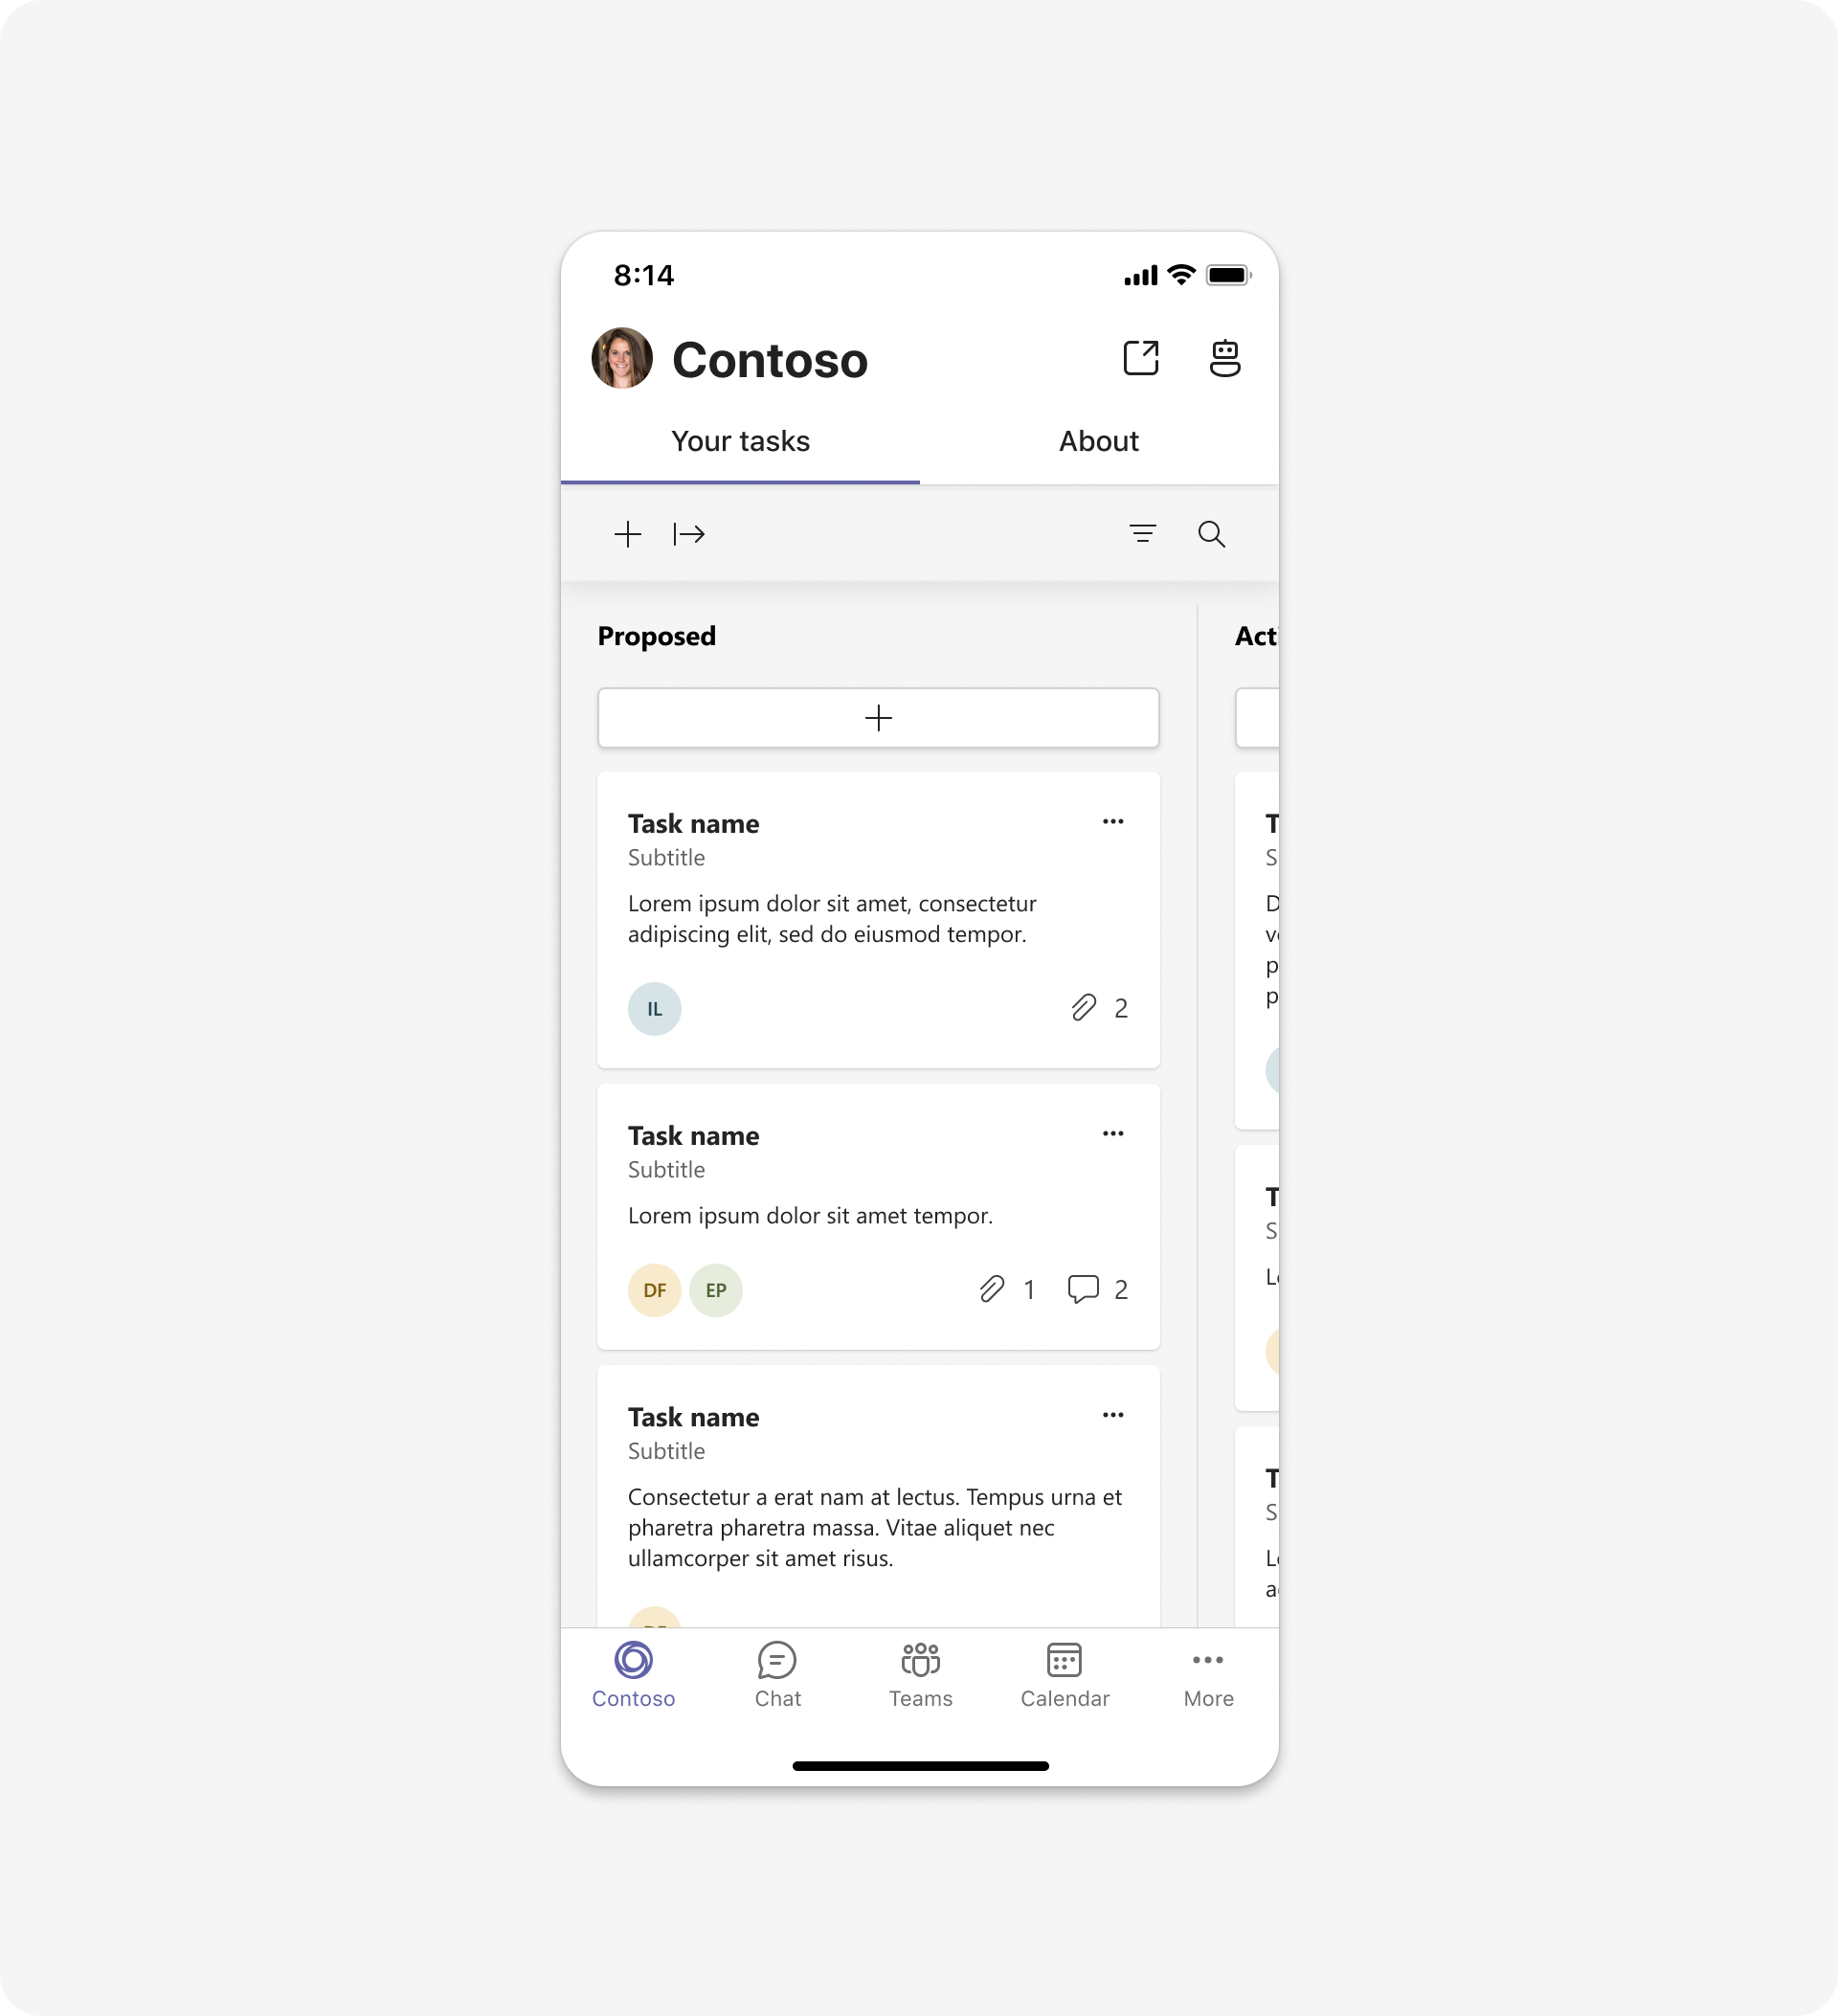 8:14
Contoso
Your tasks
About
Proposed
Task name
Subtitle
Lorem ipsum dolor sit amet, consectetur
adipiscing elit, sed do eiusmod tempor.
IL
2
Task name
Subtitle
Lorem ipsum dolor sit amet tempor.
DF
EP
1
2
Task name
Subtitle
Consectetur a erat nam at lectus. Tempus urna et
pharetra pharetra massa. Vitae aliquet nec
ullamcorper sit amet risus.
Contoso
Chat
Teams
Calendar
More